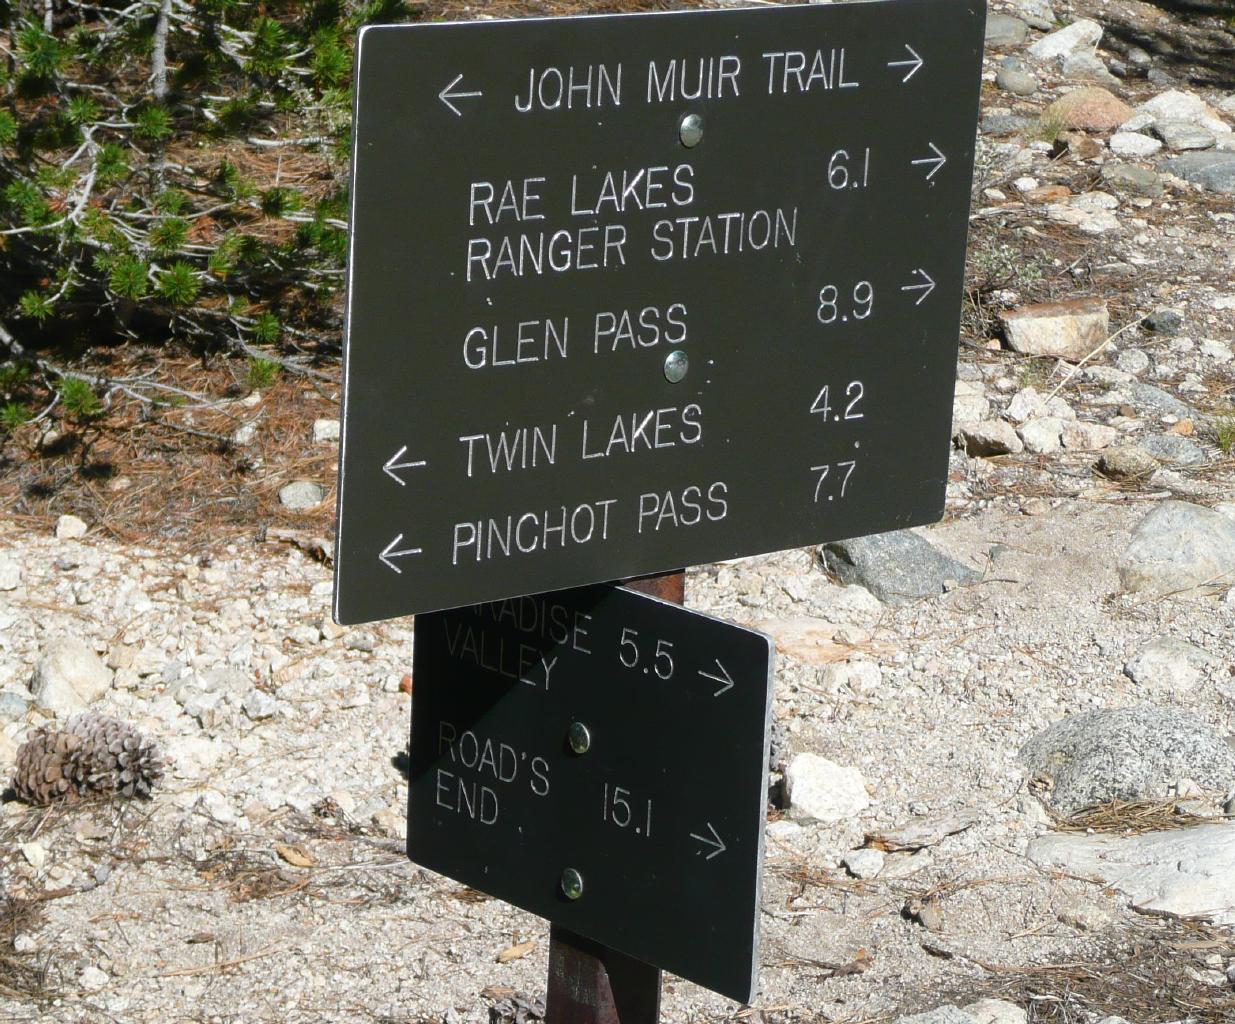 ← JOHN MUIR TRAIL →
RAE LAKES 6.1 →
RANGER STATION
GLEN PASS 8.9 →
← TWIN LAKES 4.2
← PINCHOT PASS 7.7
PARADISE 5.5 →
VALLEY
ROAD'S
END 15.1 →